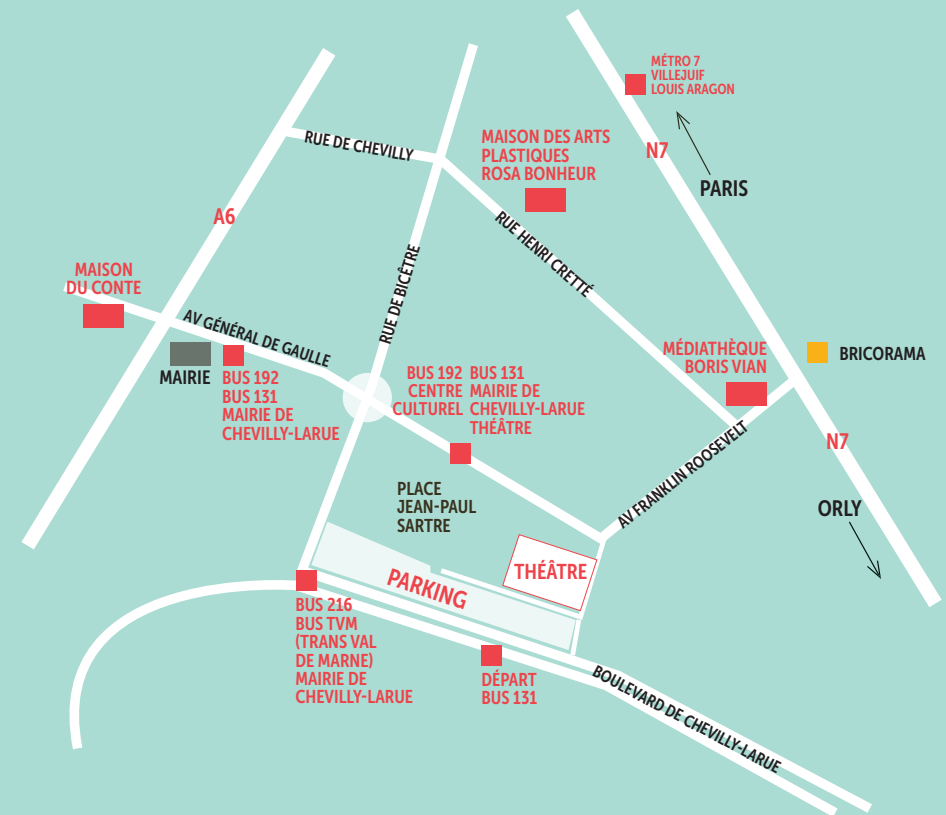 MÉTRO 7
VILLEJUIF
LOUIS ARAGON
N7
PARIS
RUE DE CHEVILLY
MAISON DES ARTS
PLASTIQUES
ROSA BONHEUR
A6
RUE HENRI CRETTÉ
RUE DE BICÊTRE
MAISON
DU CONTE
AV GÉNÉRAL DE GAULLE
MAIRIE
BUS 192
BUS 131
MAIRIE DE
CHEVILLY-LARUE
BUS 192
CENTRE
CULTUREL
BUS 131
MAIRIE DE
CHEVILLY-LARUE
THÉÂTRE
MÉDIATHÈQUE
BORIS VIAN
BRICORAMA
AV FRANKLIN ROOSEVELT
N7
ORLY
PLACE
JEAN-PAUL
SARTRE
THÉÂTRE
PARKING
BUS 216
BUS TVM
(TRANS VAL
DE MARNE)
MAIRIE DE
CHEVILLY-LARUE
DÉPART
BUS 131
BOULEVARD DE CHEVILLY-LARUE